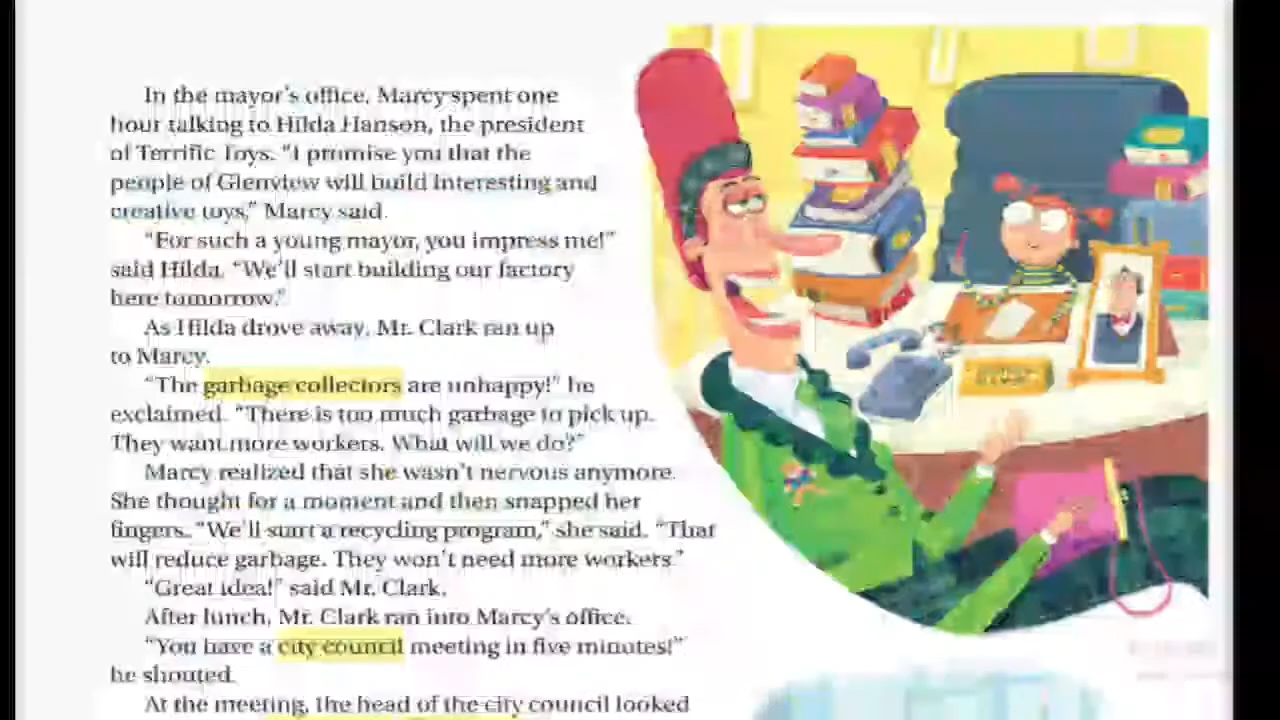 In the mayor's office, Marcy spent one
hour talking to Hilda Hanson, the president
of Terrific Toys. "I promise you that the
people of Glenview will build interesting and
creative toys," Marcy said.
"For such a young mayor, you impress me!"
said Hilda. "We'll start building our factory
here tomorrow."
As Hilda drove away, Mr. Clark ran up
to Marcy.
"The garbage collectors are unhappy!" he
exclaimed. "There is too much garbage to pick up.
They want more workers. What will we do?"
Marcy realized that she wasn't nervous anymore.
She thought for a moment and then snapped her
fingers. "We'll start a recycling program," she said. "That
will reduce garbage. They won't need more workers."
"Great idea!" said Mr. Clark.
After lunch, Mr. Clark ran into Marcy's office.
"You have a city council meeting in five minutes!"
he shouted.
At the meeting, the head of the city council looked